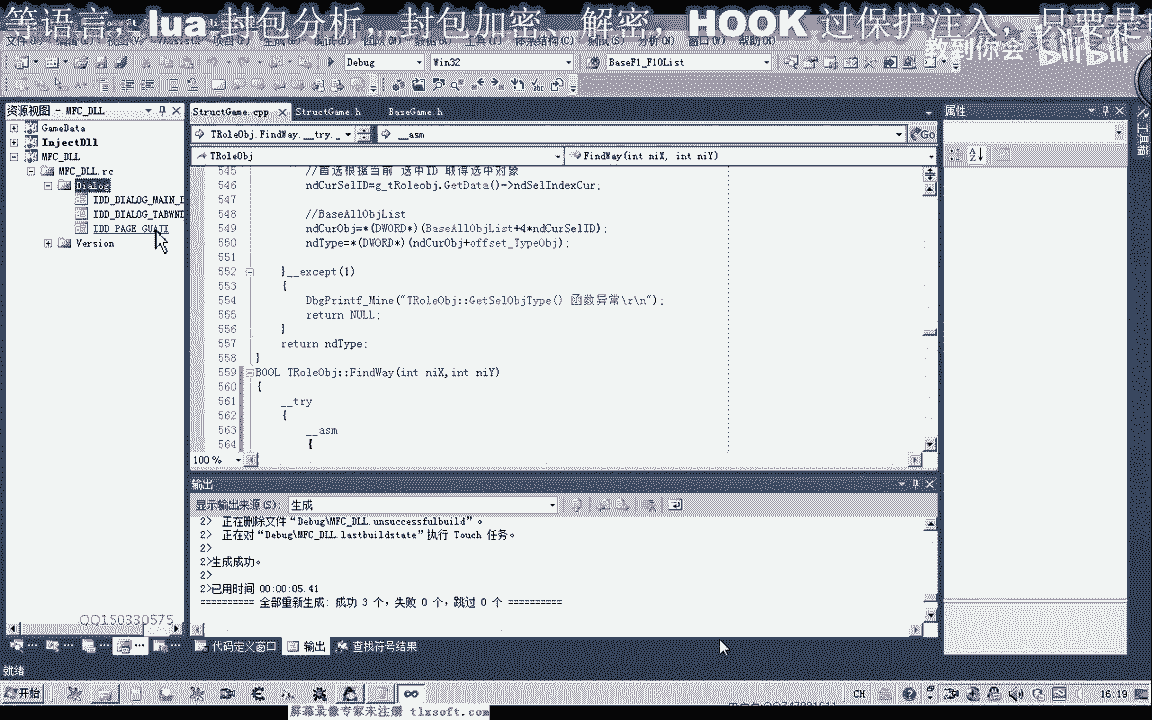 等语言，lua 封包分析，封包加密，解密，HOOK 过保护注入，只要是
教到你会
bilibili
Debug
Win32
BaseF1_F10List
资源视图 - MFC_DLL
GameData
InjectDll
MFC_DLL
MFC_DLL.rc
Dialog
IDD_DIALOG_MAIN_D
IDD_DIALOG_TABWND
IDD_PAGE_GUAJI
Version
QQ150330575
StructGame.cpp
StructGame.h
BaseGame.h
TRoleObj.FindWay.__try._
__asm
Go
TRoleObj
FindWay(int niX, int niY)
545 //首选根据当前 选中ID 取得选中对象
546 ndCurSelID=g_tRoleobj.GetData()->ndSelIndexCur;
547
548 //BaseAllObjList
549 ndCurObj=*(DWORD*)(BaseAllObjList+4*ndCurSelID);
550 ndType=*(DWORD*)(ndCurObj+offset_TypeObj);
551
552 }__except(1)
553 {
554 DbgPrintf_Mine("TRoleObj::GetSelObjType() 函数异常\r\n");
555 return NULL;
556 }
557 return ndType;
558 }
559 BOOL TRoleObj::FindWay(int niX,int niY)
560 {
561 __try
562 {
563 __asm
564 {
100 %
输出
显示输出来源(S): 生成
2> 正在删除文件“Debug\MFC_DLL.unsuccessfulbuild”。
2> 正在对“Debug\MFC_DLL.lastbuildstate”执行 Touch 任务。
2>
2>生成成功。
2>
2>已用时间 00:00:05.41
========== 全部重新生成: 成功 3 个，失败 0 个，跳过 0 个 ==========
代码定义窗口
输出
查找符号结果
属性
工具箱
就绪
开始
CH
16:19
屏幕录像专家未注册 tlxsoft.com